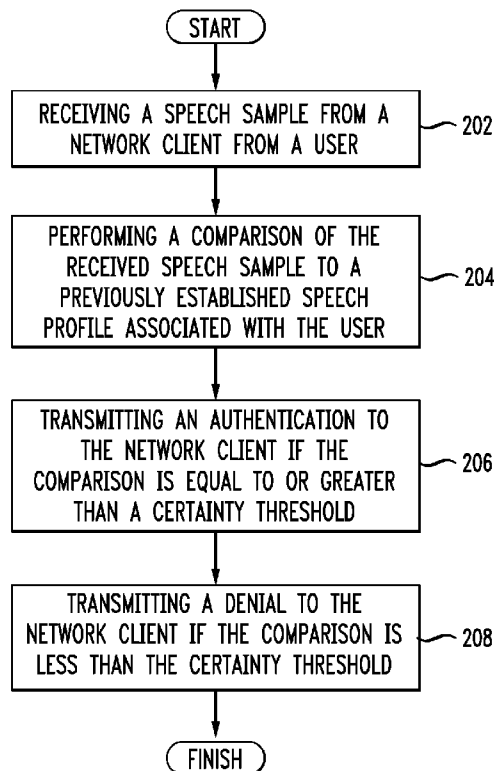 START
RECEIVING A SPEECH SAMPLE FROM A
NETWORK CLIENT FROM A USER
202
PERFORMING A COMPARISON OF THE
RECEIVED SPEECH SAMPLE TO A
PREVIOUSLY ESTABLISHED SPEECH
PROFILE ASSOCIATED WITH THE USER
204
TRANSMITTING AN AUTHENTICATION TO
THE NETWORK CLIENT IF THE
COMPARISON IS EQUAL TO OR GREATER
THAN A CERTAINTY THRESHOLD
206
TRANSMITTING A DENIAL TO THE
NETWORK CLIENT IF THE COMPARISON IS
LESS THAN THE CERTAINTY THRESHOLD
208
FINISH